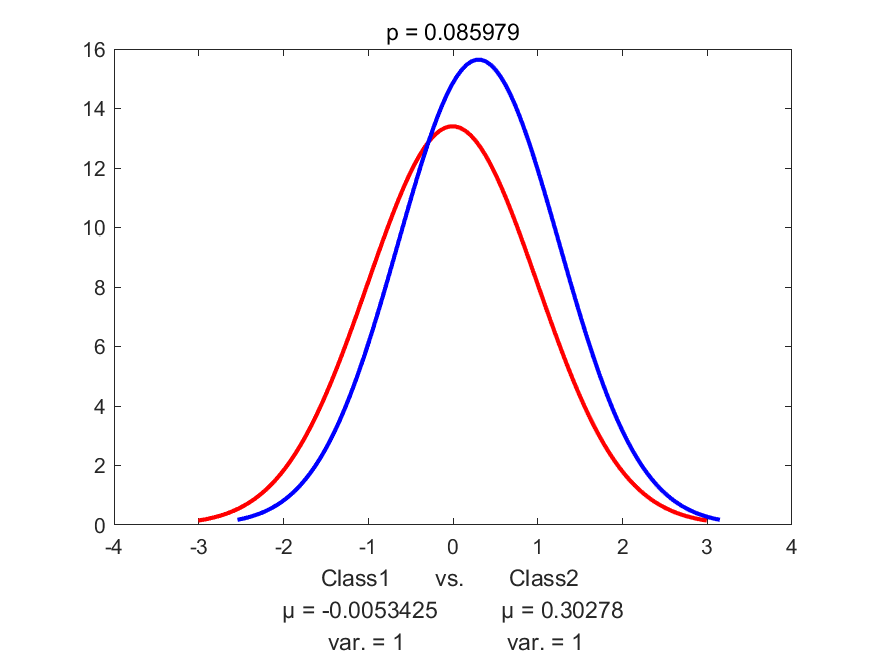 p = 0.085979
16
14
12
10
8
6
4
2
0
-4 -3 -2 -1 0 1 2 3 4
Class1 vs. Class2
μ = -0.0053425 μ = 0.30278
var. = 1 var. = 1